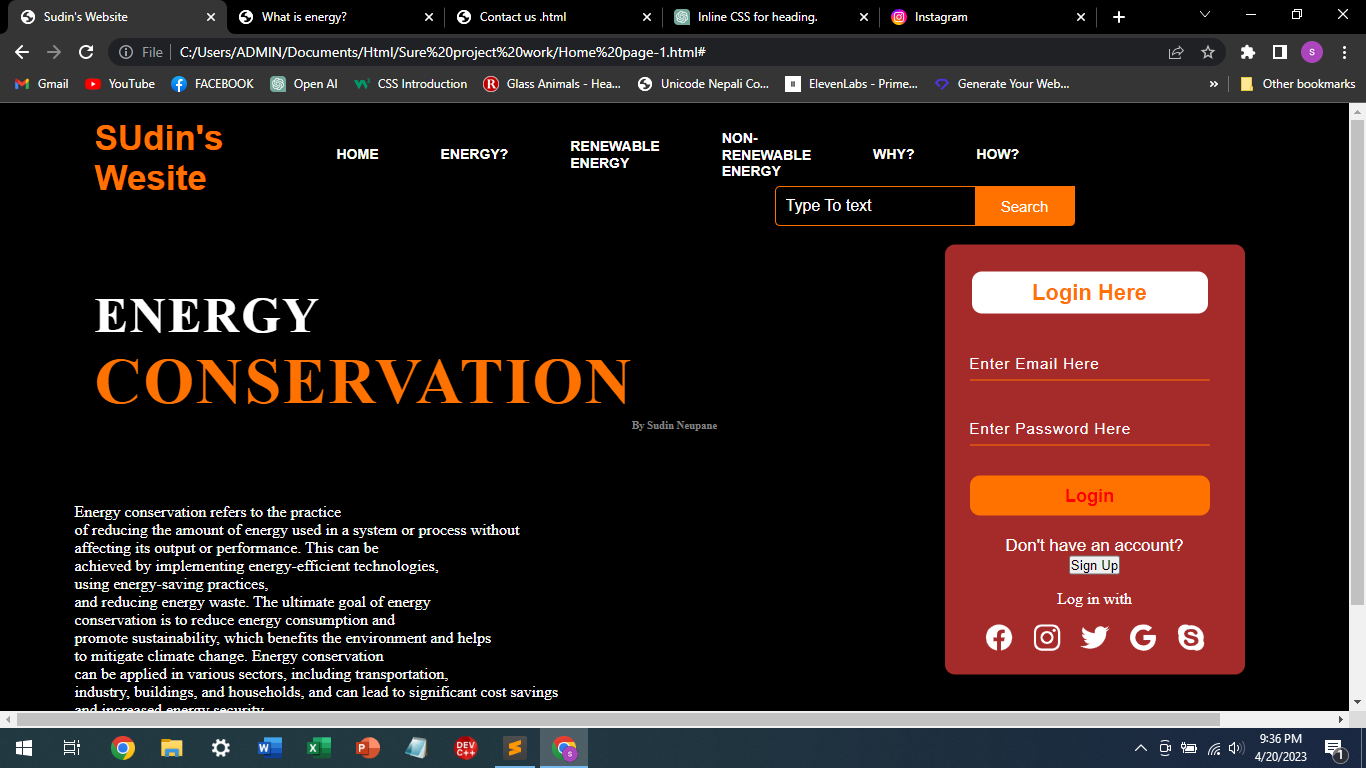 Sudin's Website
What is energy?
Contact us .html
Inline CSS for heading.
Instagram
File
C:/Users/ADMIN/Documents/Html/Sure%20project%20work/Home%20page-1.html#
S
Gmail
YouTube
FACEBOOK
Open AI
CSS Introduction
Glass Animals - Hea...
Unicode Nepali Co...
ElevenLabs - Prime...
Generate Your Web...
»
Other bookmarks
SUdin's
Wesite
HOME
ENERGY?
RENEWABLE
ENERGY
NON-
RENEWABLE
ENERGY
WHY?
HOW?
Type To text
Search
ENERGY
CONSERVATION
By Sudin Neupane
Energy conservation refers to the practice
of reducing the amount of energy used in a system or process without
affecting its output or performance. This can be
achieved by implementing energy-efficient technologies,
using energy-saving practices,
and reducing energy waste. The ultimate goal of energy
conservation is to reduce energy consumption and
promote sustainability, which benefits the environment and helps
to mitigate climate change. Energy conservation
can be applied in various sectors, including transportation,
industry, buildings, and households, and can lead to significant cost savings
and increased energy security
Login Here
Enter Email Here
Enter Password Here
Login
Don't have an account?
Sign Up
Log in with
DEV
C++
9:36 PM
4/20/2023
1